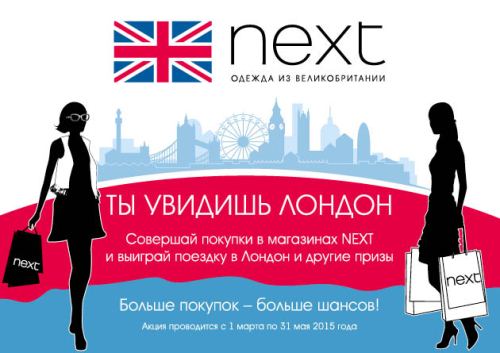 next
ОДЕЖДА ИЗ ВЕЛИКОБРИТАНИИ
ТЫ УВИДИШЬ ЛОНДОН
Совершай покупки в магазинах NEXT
и выиграй поездку в Лондон и другие призы
next
next
Больше покупок – больше шансов!
Акция проводится с 1 марта по 31 мая 2015 года